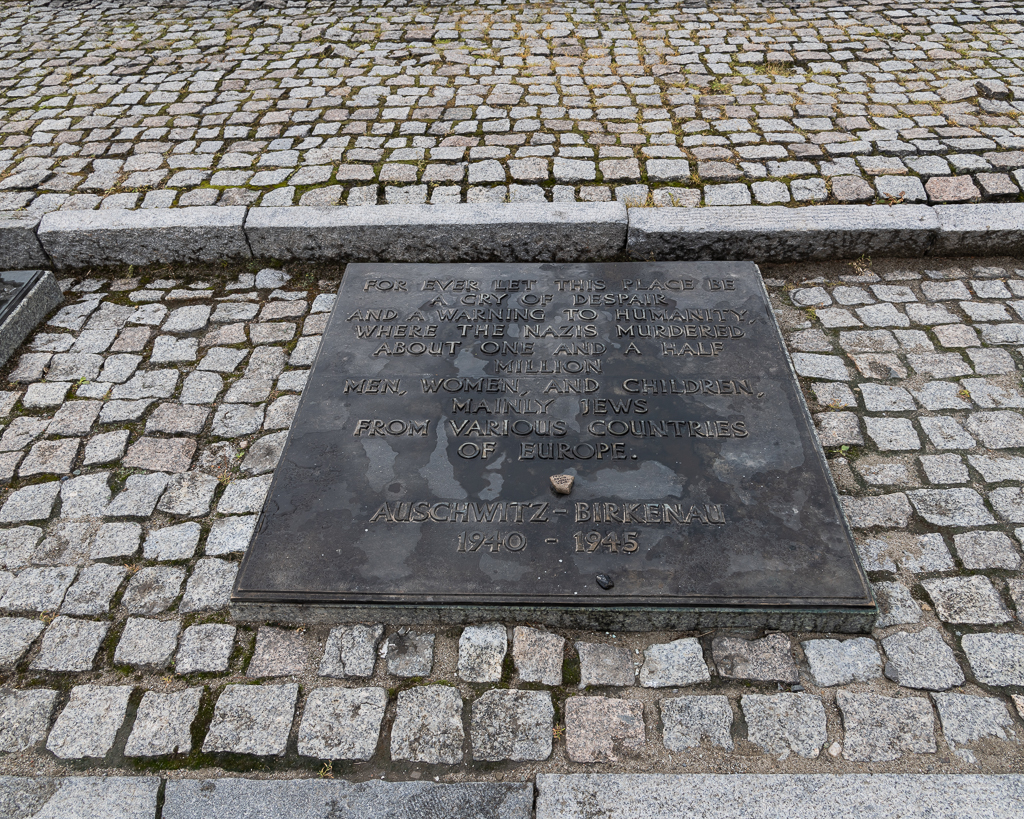 FOR EVER LET THIS PLACE BE
A CRY OF DESPAIR
AND A WARNING TO HUMANITY,
WHERE THE NAZIS MURDERED
ABOUT ONE AND A HALF
MILLION
MEN, WOMEN, AND CHILDREN,
MAINLY JEWS
FROM VARIOUS COUNTRIES
OF EUROPE.
AUSCHWITZ-BIRKENAU
1940 - 1945